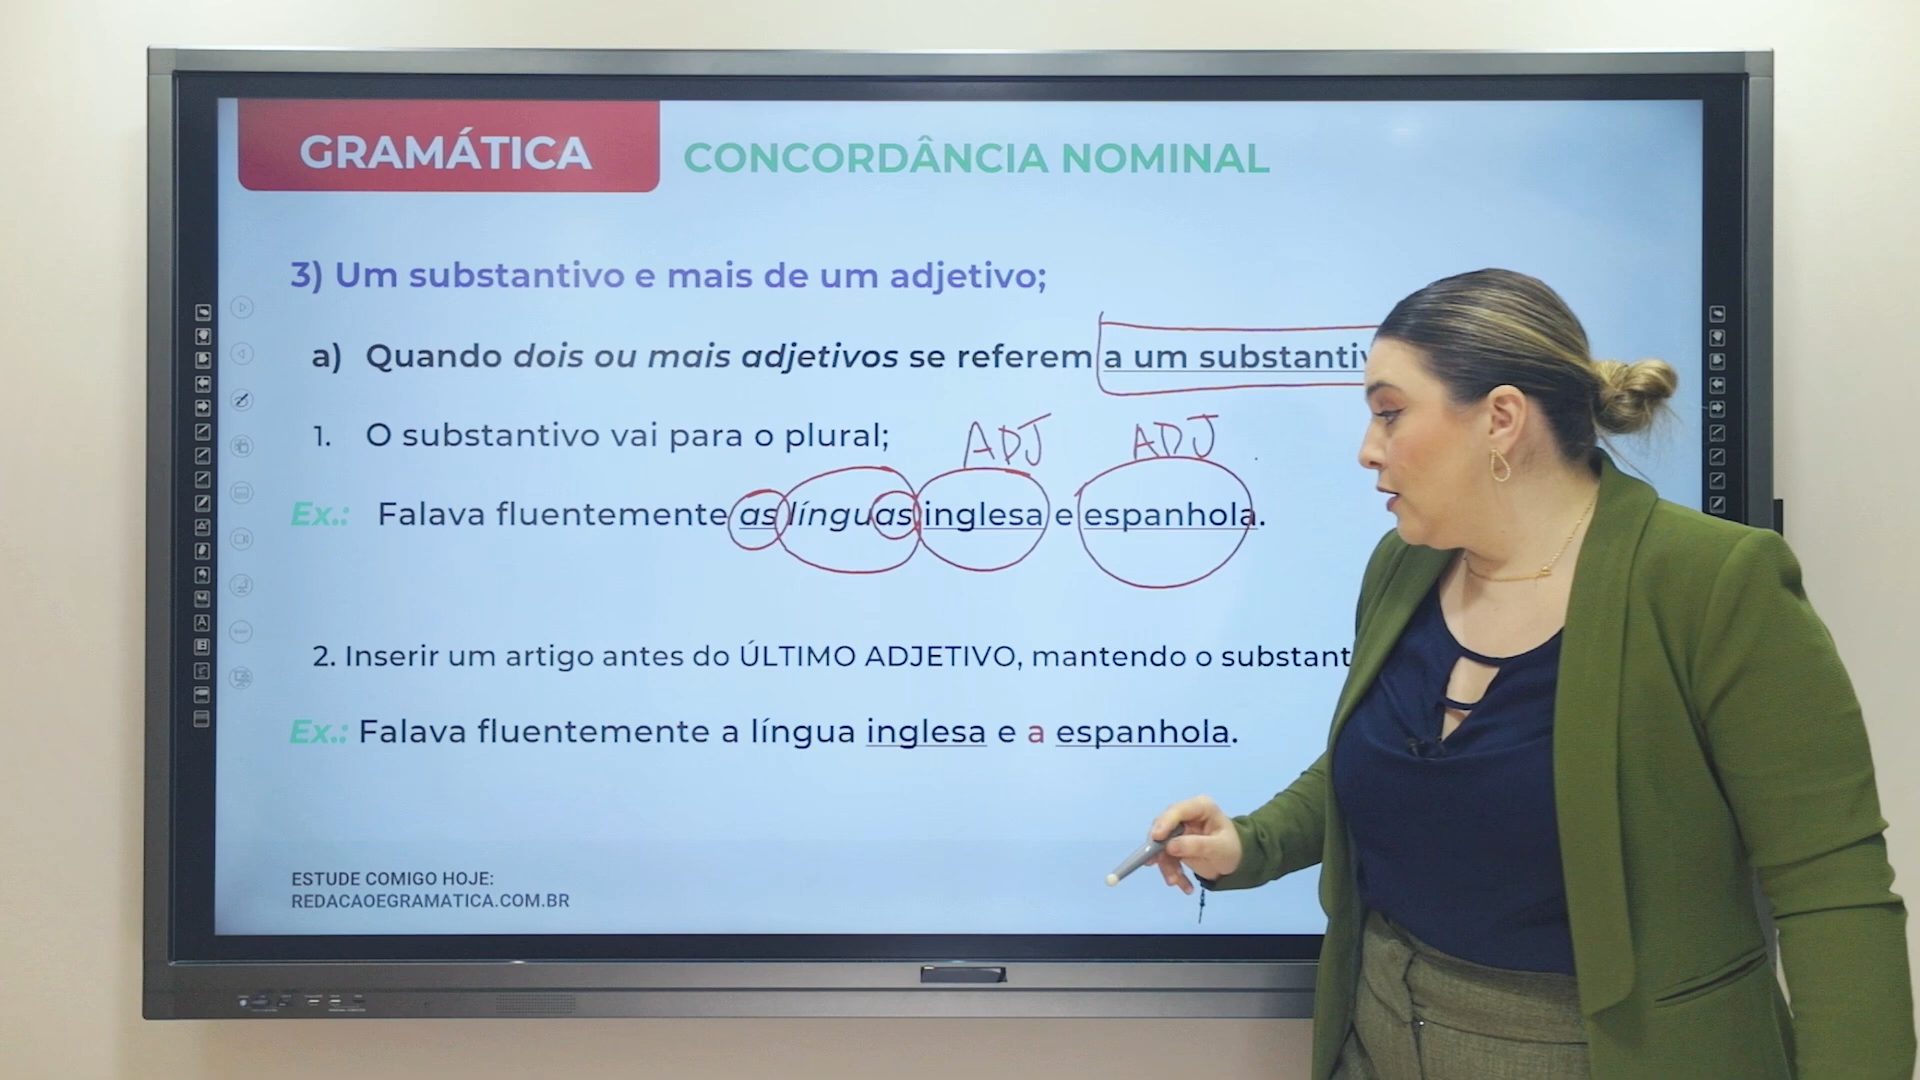 GRAMÁTICA CONCORDÂNCIA NOMINAL
3) Um substantivo e mais de um adjetivo;
a) Quando dois ou mais adjetivos se referem a um substantiv
1. O substantivo vai para o plural;
ADJ ADJ
Ex.: Falava fluentemente as línguas inglesa e espanhola.
2. Inserir um artigo antes do ÚLTIMO ADJETIVO, mantendo o substant
Ex.: Falava fluentemente a língua inglesa e a espanhola.
ESTUDE COMIGO HOJE:
REDACAOEGRAMATICA.COM.BR